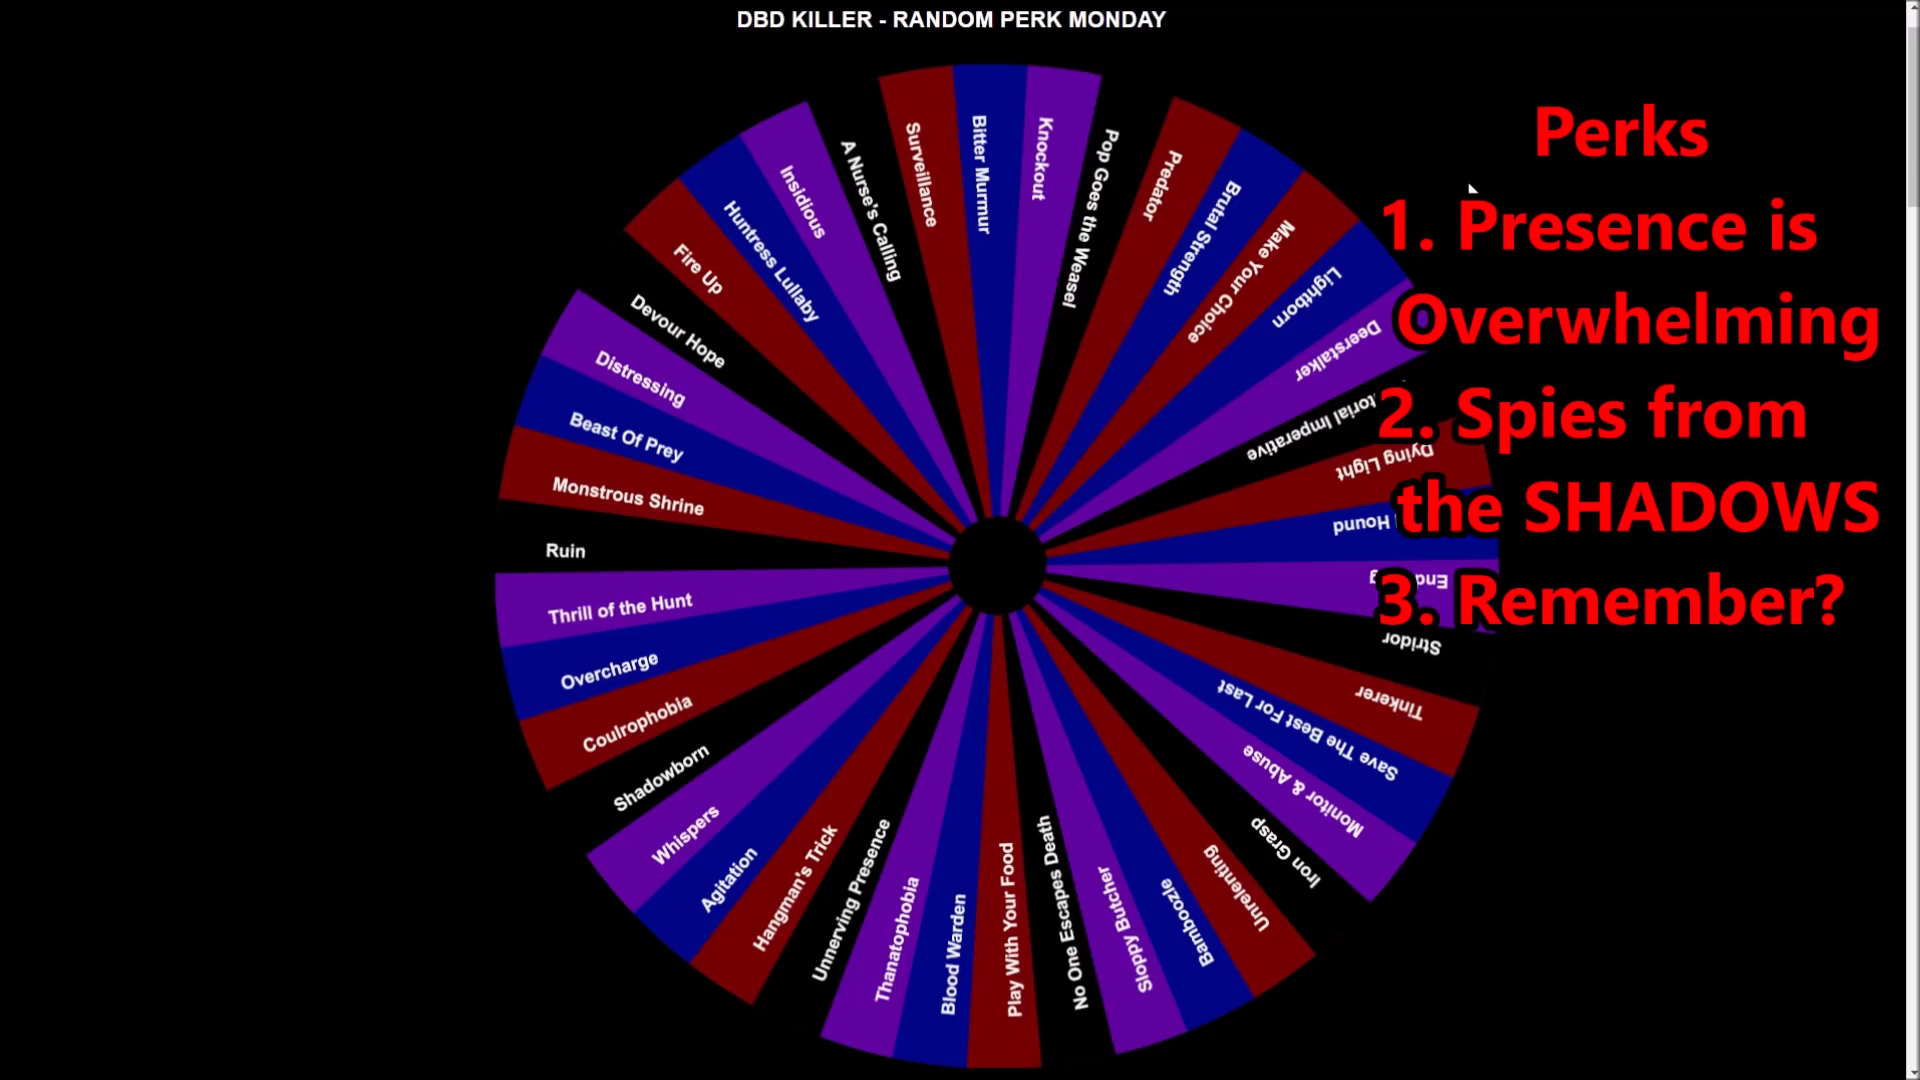 DBD KILLER - RANDOM PERK MONDAY
Perks
1. Presence is
Overwhelming
2. Spies from
the SHADOWS
3. Remember?
Surveillance
Bitter Murmur
Knockout
Pop Goes the Weasel
Predator
Brutal Strength
Make Your Choice
Lightborn
Deerstalker
torial Imperative
Dying Light
Hound
Stridor
Tinkerer
Save The Best For Last
Monitor & Abuse
Iron Grasp
Unrelenting
Bamboozle
Sloppy Butcher
No One Escapes Death
Play With Your Food
Blood Warden
Thanatophobia
Unnerving Presence
Hangman's Trick
Agitation
Whispers
Shadowborn
Coulrophobia
Overcharge
Thrill of the Hunt
Ruin
Monstrous Shrine
Beast Of Prey
Distressing
Devour Hope
Fire Up
Huntress Lullaby
Insidious
A Nurse's Calling